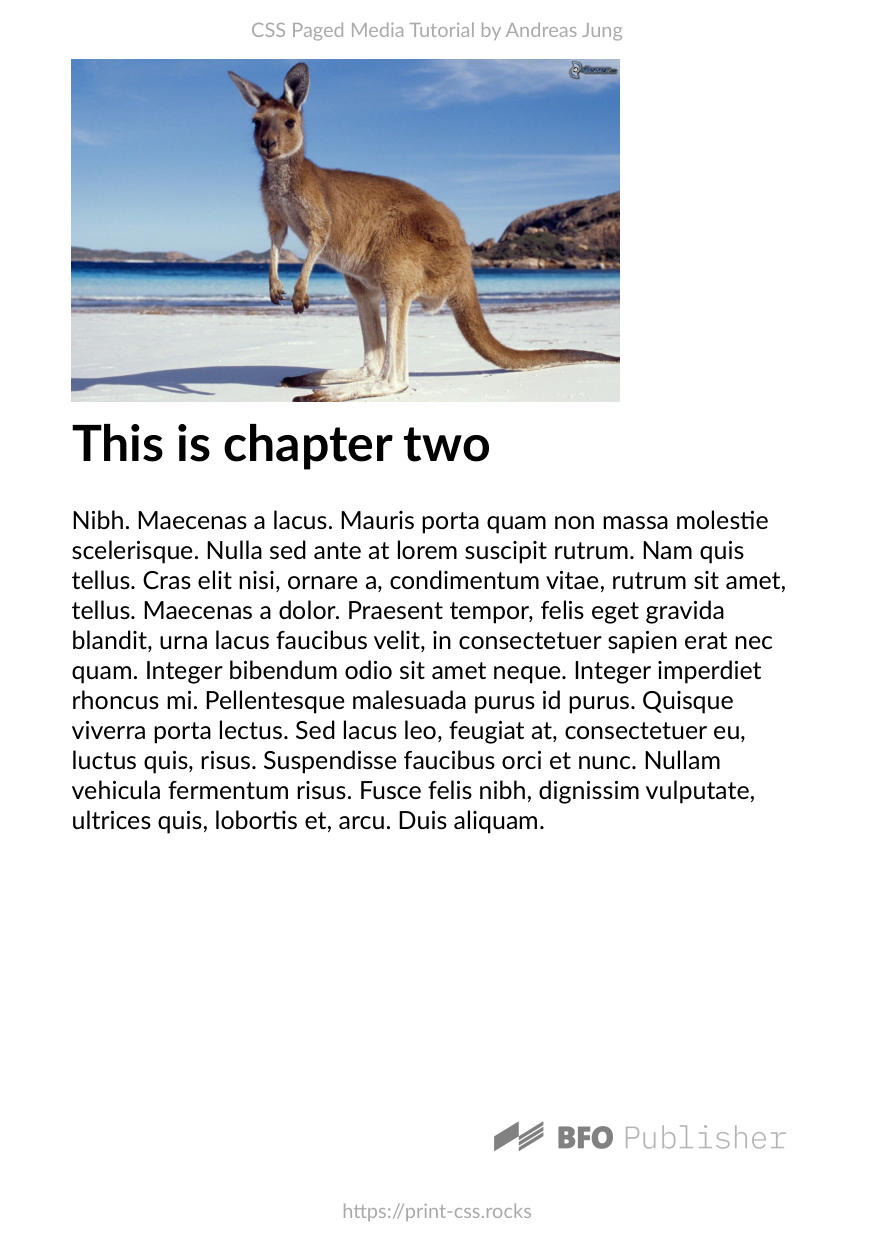 CSS Paged Media Tutorial by Andreas Jung
This is chapter two
Nibh. Maecenas a lacus. Mauris porta quam non massa molestie
scelerisque. Nulla sed ante at lorem suscipit rutrum. Nam quis
tellus. Cras elit nisi, ornare a, condimentum vitae, rutrum sit amet,
tellus. Maecenas a dolor. Praesent tempor, felis eget gravida
blandit, urna lacus faucibus velit, in consectetuer sapien erat nec
quam. Integer bibendum odio sit amet neque. Integer imperdiet
rhoncus mi. Pellentesque malesuada purus id purus. Quisque
viverra porta lectus. Sed lacus leo, feugiat at, consectetuer eu,
luctus quis, risus. Suspendisse faucibus orci et nunc. Nullam
vehicula fermentum risus. Fusce felis nibh, dignissim vulputate,
ultrices quis, lobortis et, arcu. Duis aliquam.
BFO Publisher
https://print-css.rocks